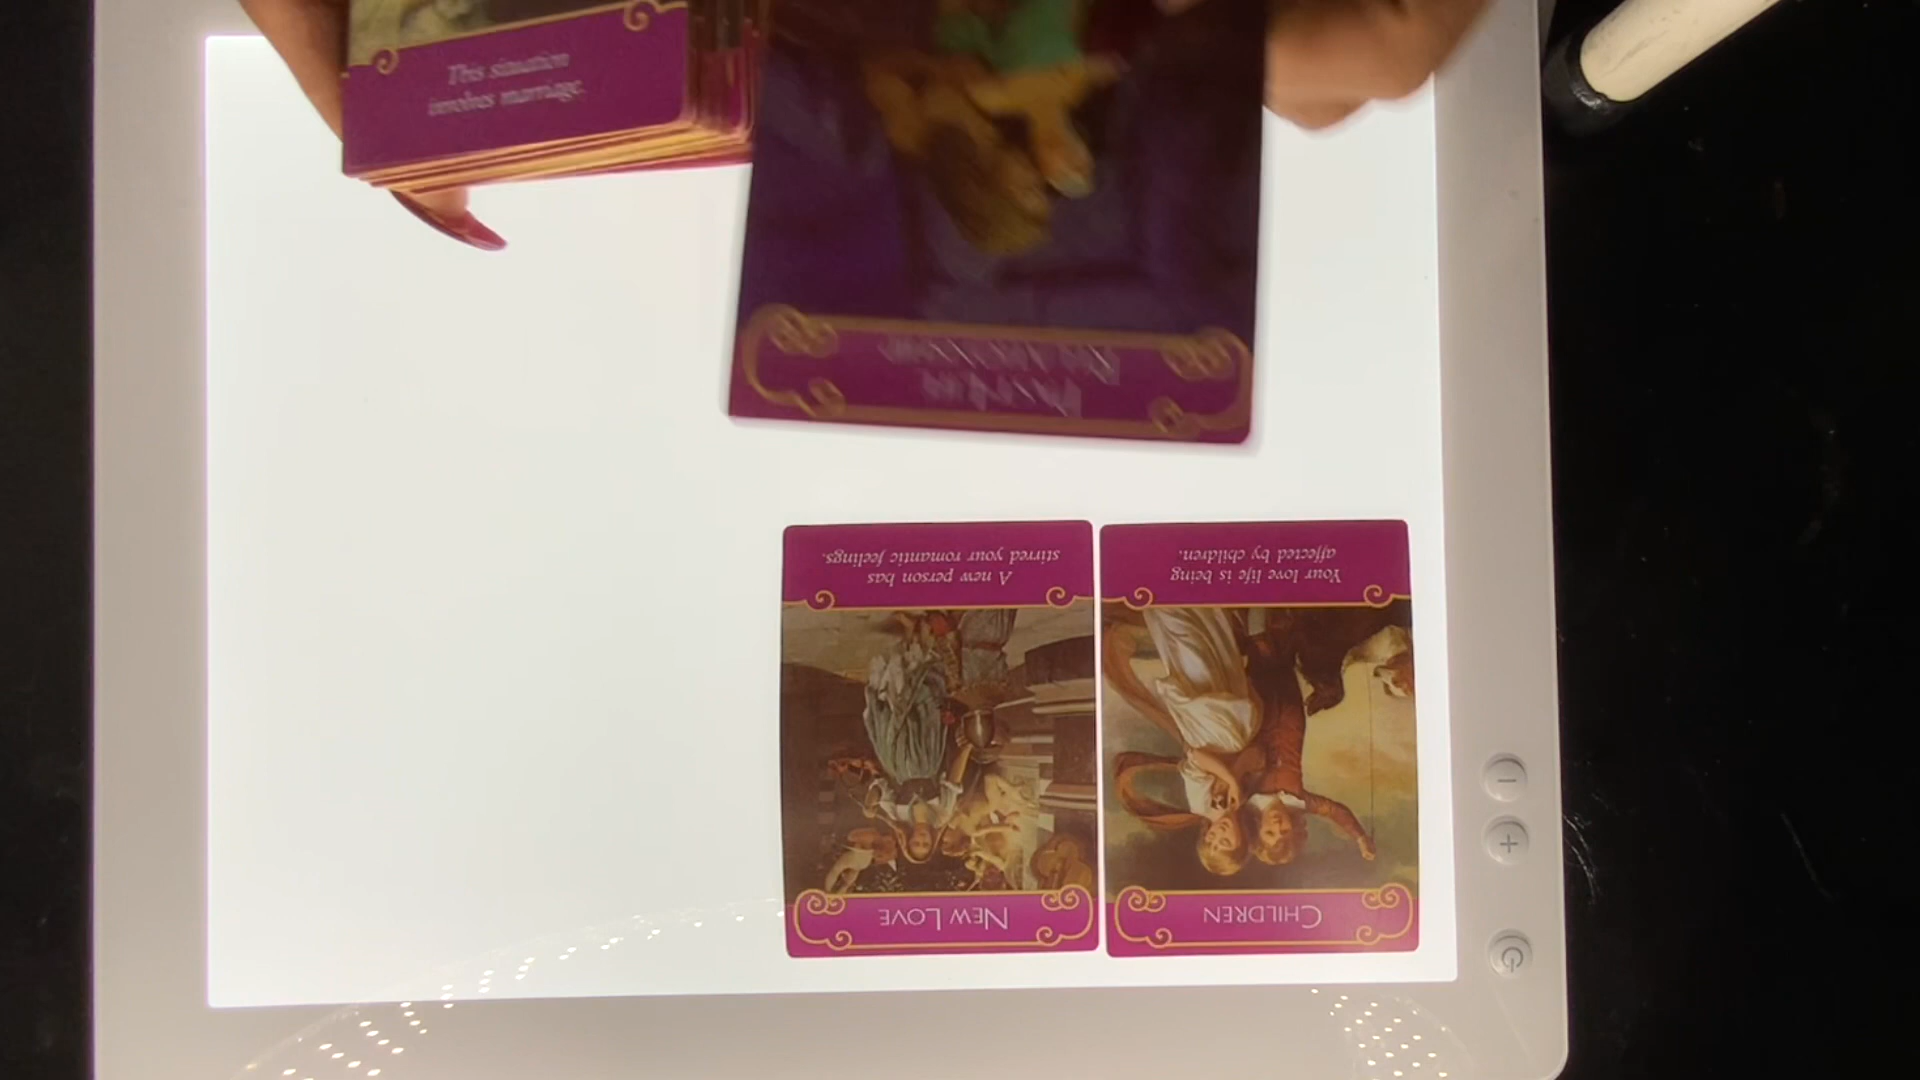 This situation
involves marriage.
A new person has
stirred your romantic feelings.
NEW LOVE
Your love life is being
affected by children.
CHILDREN